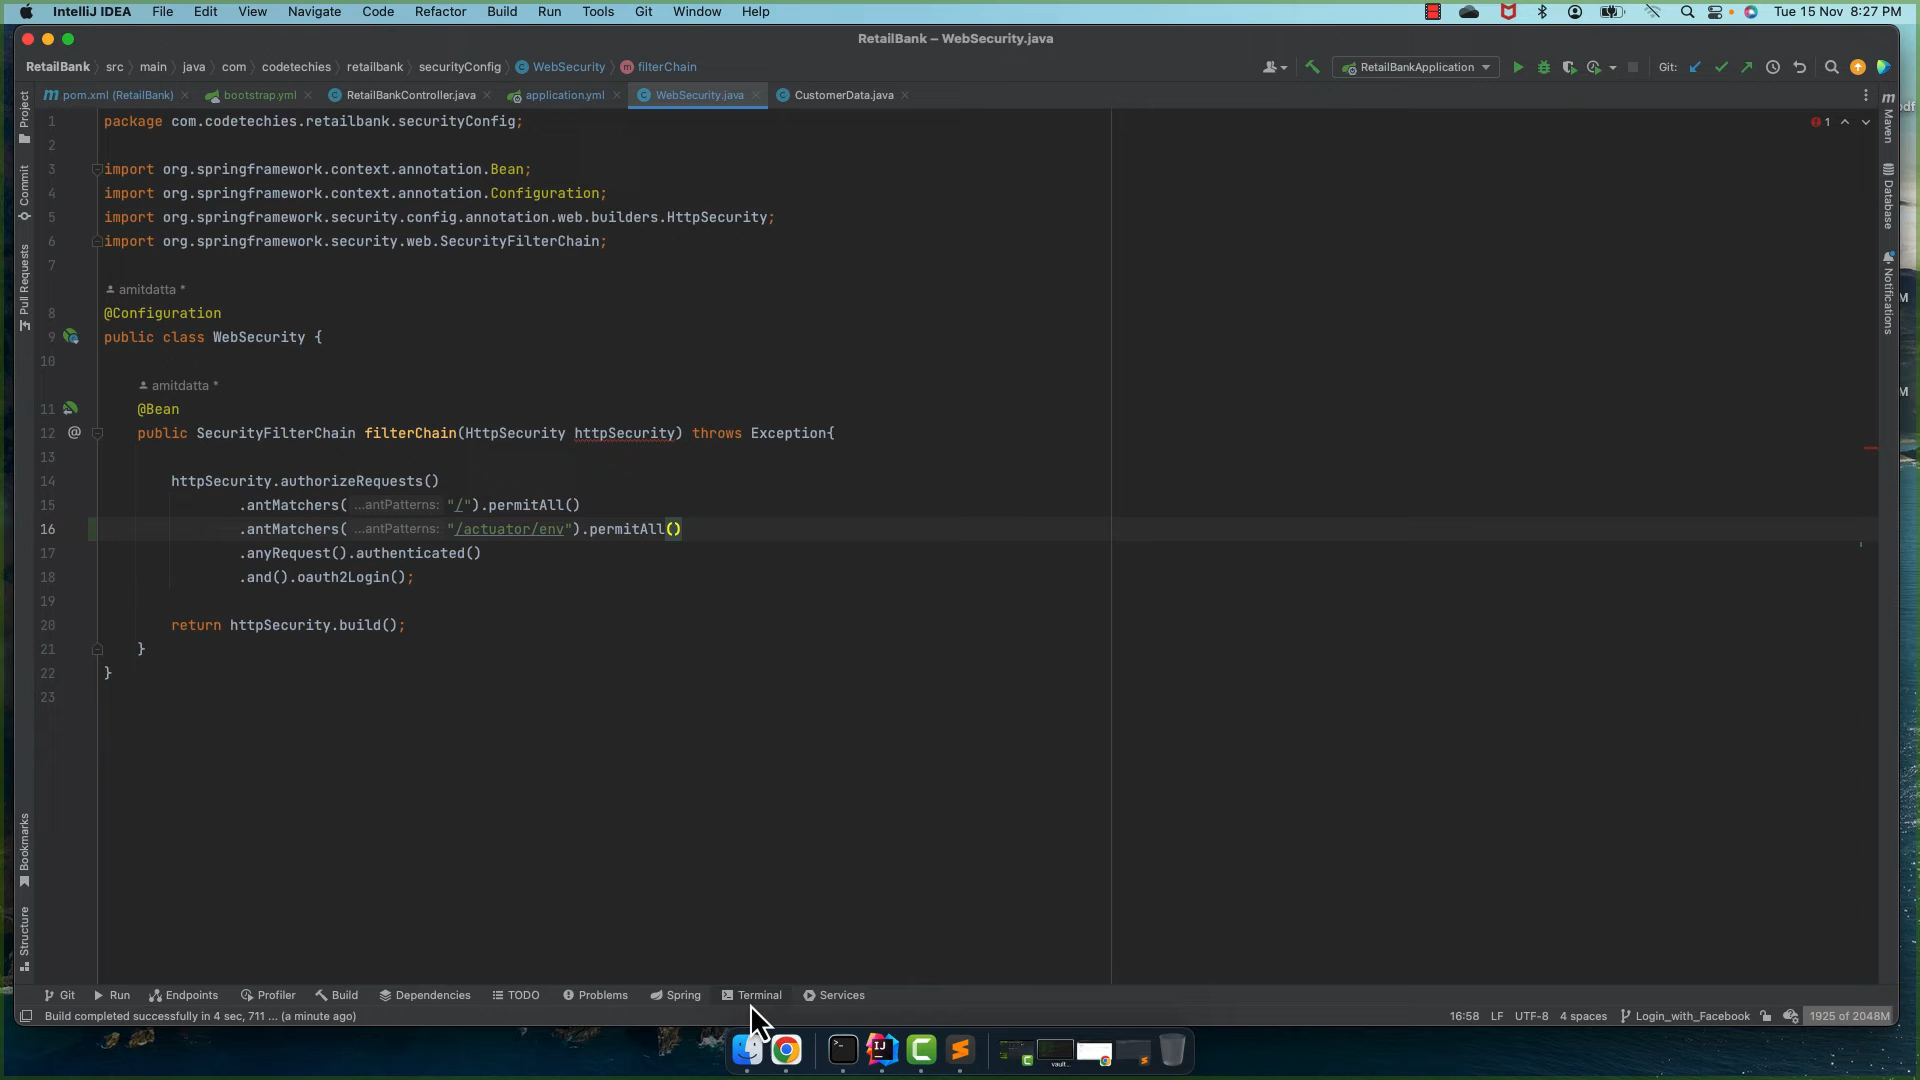 IntelliJ IDEA File Edit View Navigate Code Refactor Build Run Tools Git Window Help Tue 15 Nov 8:27 PM
RetailBank – WebSecurity.java
RetailBank src main java com codetechies retailbank securityConfig WebSecurity filterChain RetailBankApplication Git:
pom.xml (RetailBank) bootstrap.yml RetailBankController.java application.yml WebSecurity.java CustomerData.java
1 package com.codetechies.retailbank.securityConfig; 1
2
3 import org.springframework.context.annotation.Bean;
4 import org.springframework.context.annotation.Configuration;
5 import org.springframework.security.config.annotation.web.builders.HttpSecurity;
6 import org.springframework.security.web.SecurityFilterChain;
7
amitdatta *
8 @Configuration
9 public class WebSecurity {
10
amitdatta *
11 @Bean
12 @ public SecurityFilterChain filterChain(HttpSecurity httpSecurity) throws Exception{
13
14 httpSecurity.authorizeRequests()
15 .antMatchers( ...antPatterns: "/").permitAll()
16 .antMatchers( ...antPatterns: "/actuator/env").permitAll()
17 .anyRequest().authenticated()
18 .and().oauth2Login();
19
20 return httpSecurity.build();
21 }
22 }
23
Project
Commit
Pull Requests
Bookmarks
Structure
Maven
Database
Notifications
Git Run Endpoints Profiler Build Dependencies TODO Problems Spring Terminal Services
Build completed successfully in 4 sec, 711 ... (a minute ago) 16:58 LF UTF-8 4 spaces Login_with_Facebook 1925 of 2048M
vault...